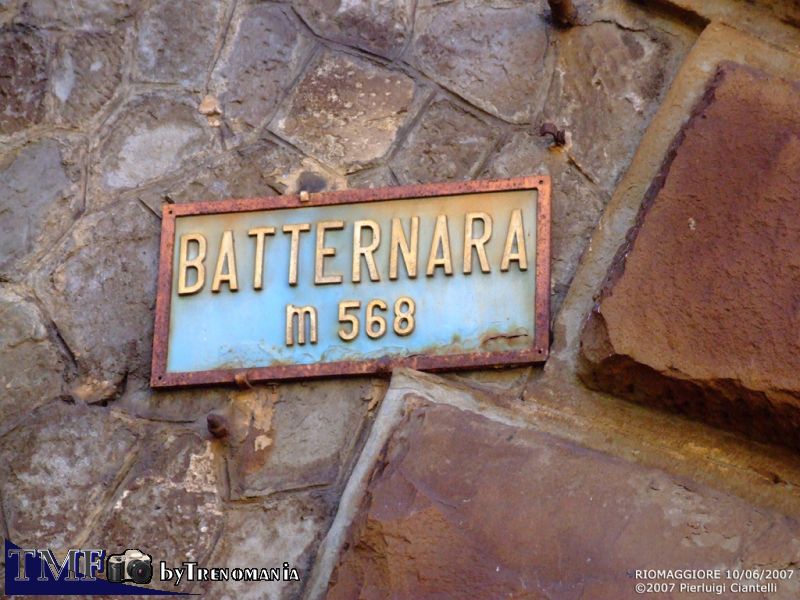 BATTERNARA
m 568
TMF byTrenomania
RIOMAGGIORE 10/06/2007
©2007 Pierluigi Ciantelli